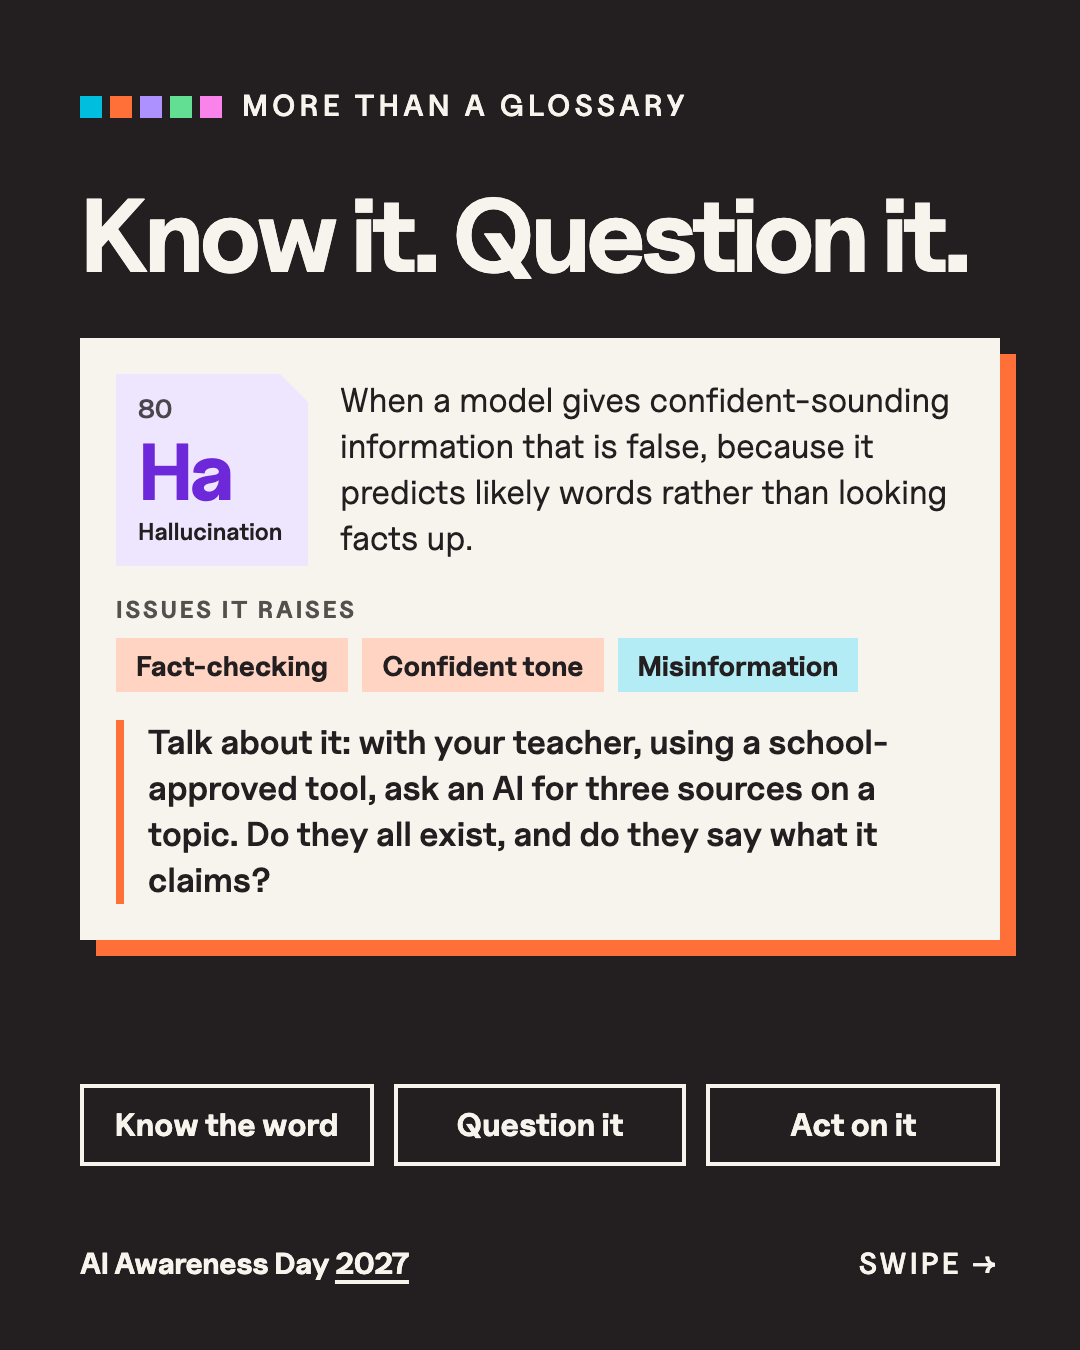 MORE THAN A GLOSSARY
Know it. Question it.
80
Ha
Hallucination
When a model gives confident-sounding
information that is false, because it
predicts likely words rather than looking
facts up.
ISSUES IT RAISES
Fact-checking
Confident tone
Misinformation
Talk about it: with your teacher, using a school-
approved tool, ask an AI for three sources on a
topic. Do they all exist, and do they say what it
claims?
Know the word
Question it
Act on it
AI Awareness Day 2027
SWIPE →